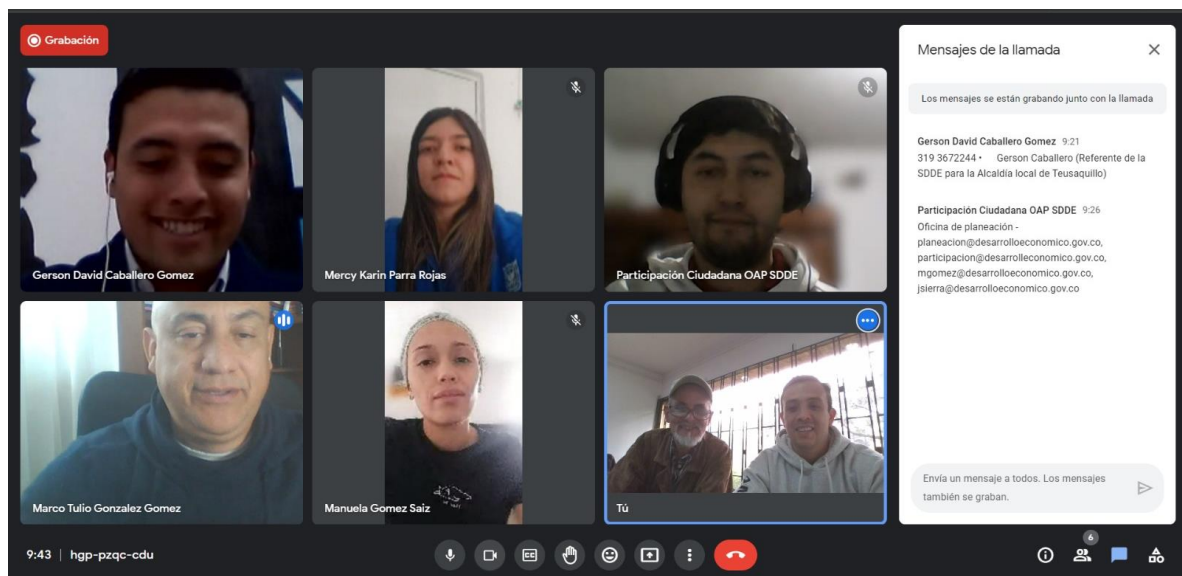 Grabación
Gerson David Caballero Gomez
Mercy Karin Parra Rojas
Participación Ciudadana OAP SDDE
Marco Tulio Gonzalez Gomez
Manuela Gomez Saiz
Tú
Mensajes de la llamada
Los mensajes se están grabando junto con la llamada
Gerson David Caballero Gomez 9:21
319 3672244 • Gerson Caballero (Referente de la
SDDE para la Alcaldía local de Teusaquillo)
Participación Ciudadana OAP SDDE 9:26
Oficina de planeación -
planeacion@desarrolloeconomico.gov.co,
participacion@desarrolleconomico.gov.co,
mgomez@desarrolloeconomico.gov.co,
jsierra@desarrolloeconomico.gov.co
Envía un mensaje a todos. Los mensajes
también se graban.
9:43 | hgp-pzqc-cdu
CC
6